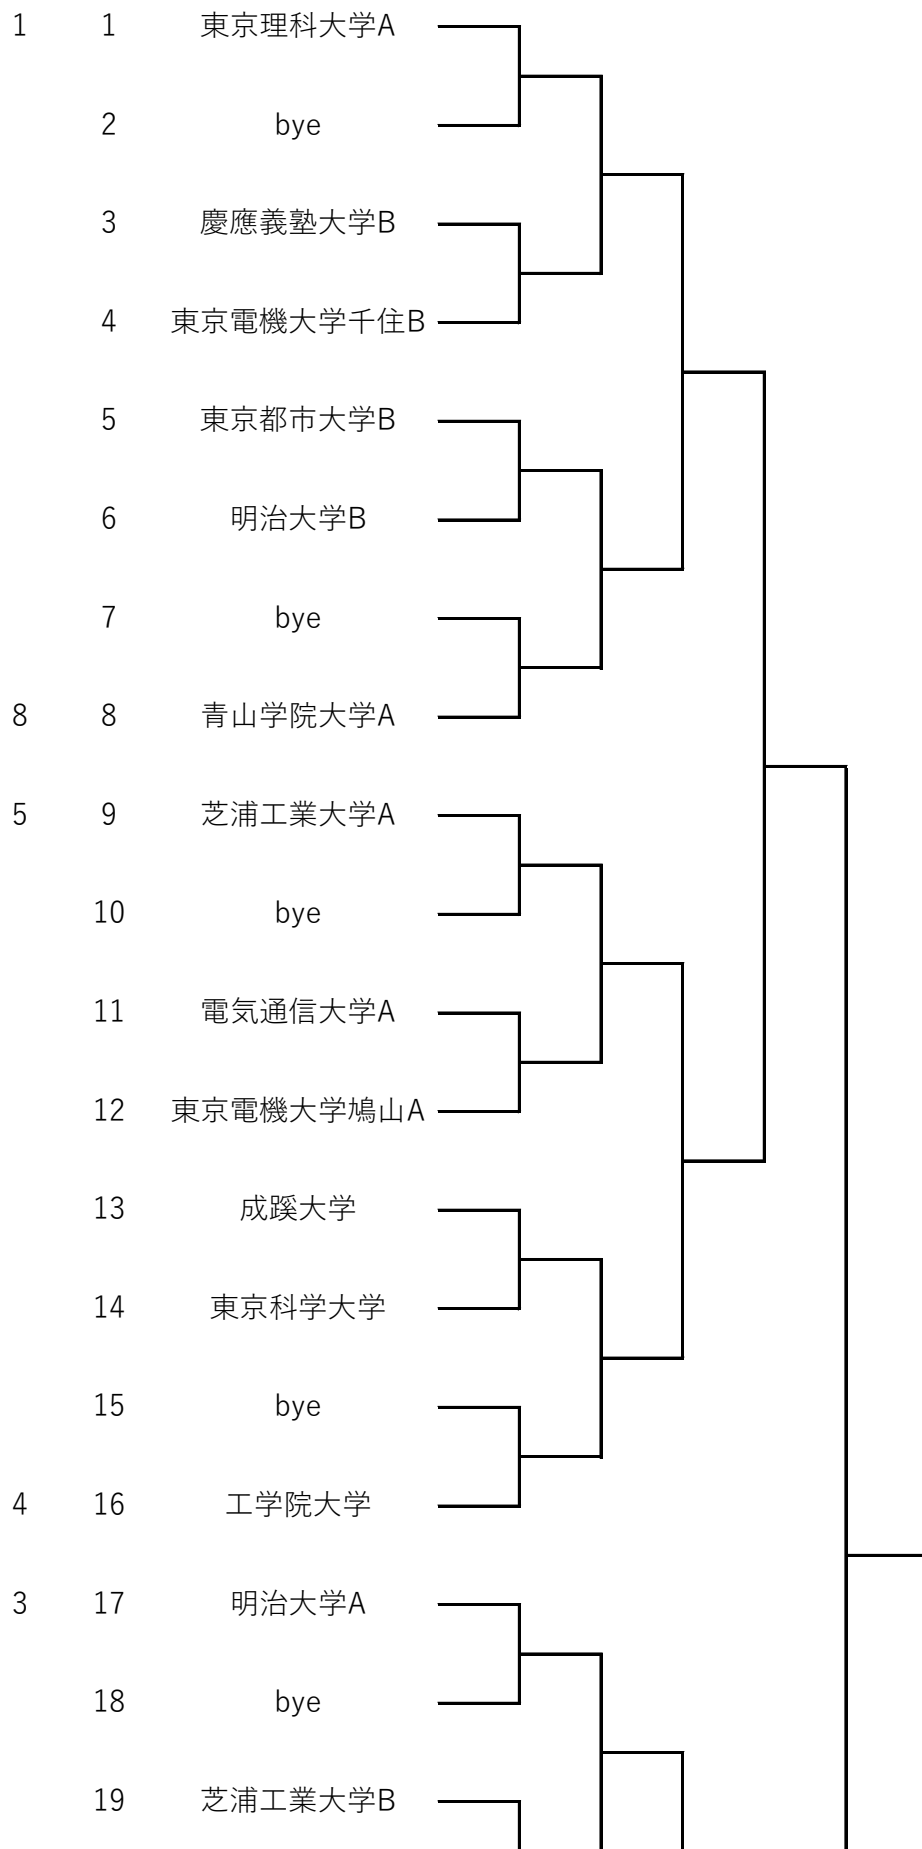 1 1 東京理科大学A
2 bye
3 慶應義塾大学B
4 東京電機大学千住B
5 東京都市大学B
6 明治大学B
7 bye
8 8 青山学院大学A
5 9 芝浦工業大学A
10 bye
11 電気通信大学A
12 東京電機大学鳩山A
13 成蹊大学
14 東京科学大学
15 bye
4 16 工学院大学
3 17 明治大学A
18 bye
19 芝浦工業大学B